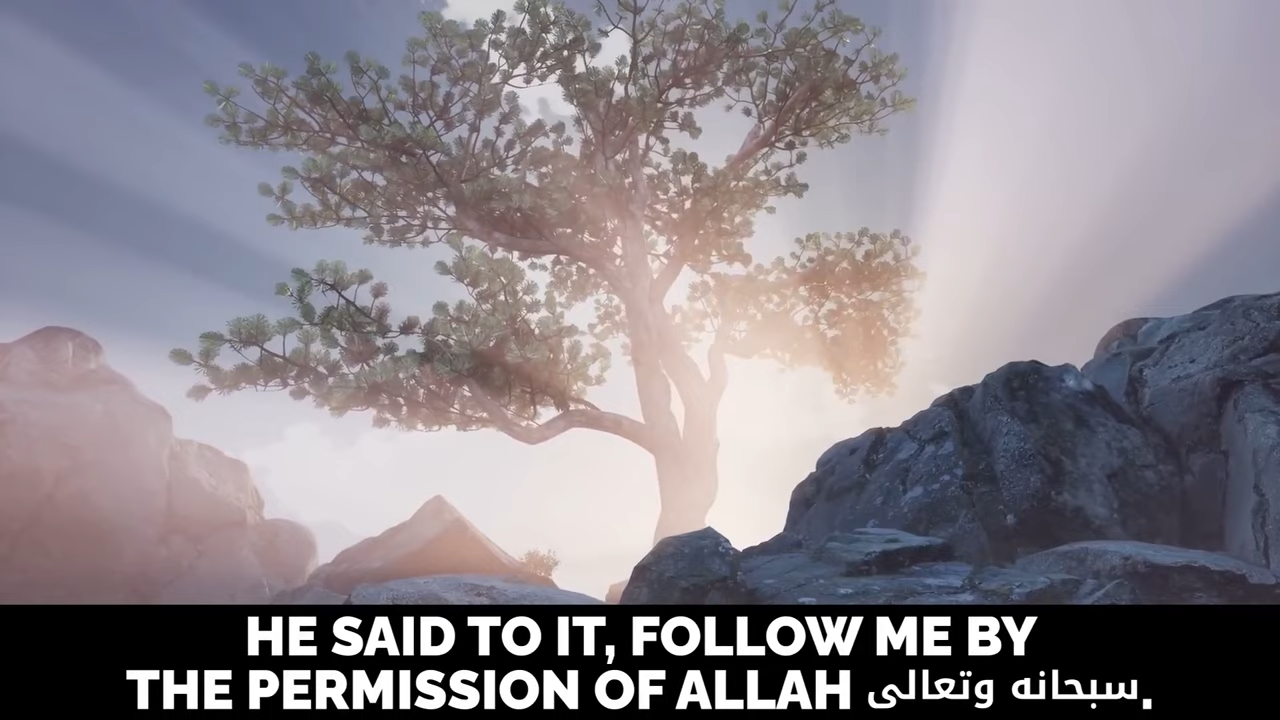 HE SAID TO IT, FOLLOW ME BY
THE PERMISSION OF ALLAH سبحانه وتعالى.